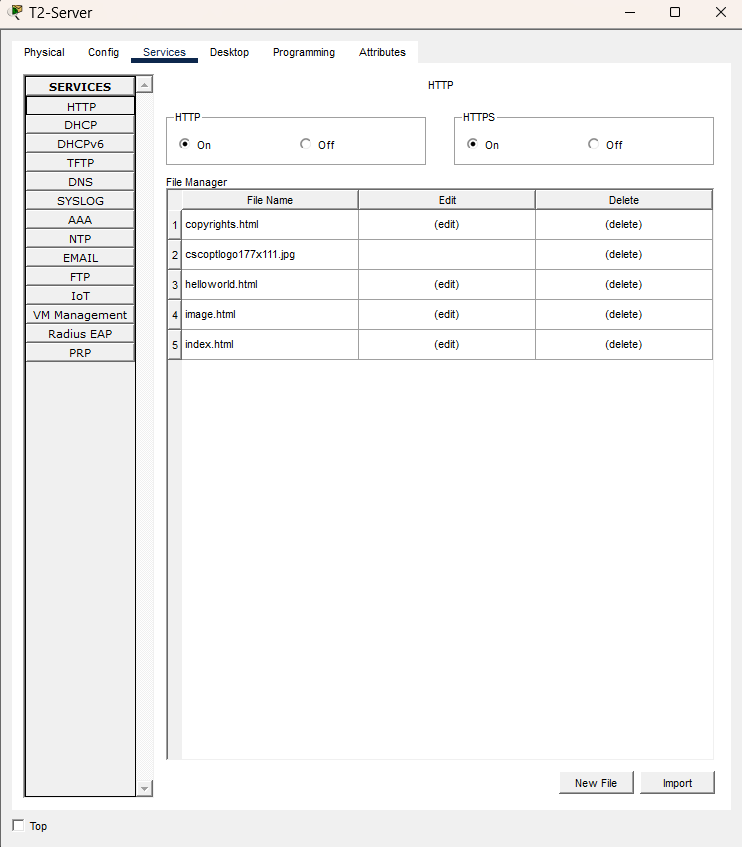 T2-Server
Physical Config Services Desktop Programming Attributes
SERVICES
HTTP
DHCP
DHCPv6
TFTP
DNS
SYSLOG
AAA
NTP
EMAIL
FTP
IoT
VM Management
Radius EAP
PRP
HTTP
HTTP
On Off
HTTPS
On Off
File Manager
File Name Edit Delete
1 copyrights.html (edit) (delete)
2 cscoptlogo177x111.jpg (delete)
3 helloworld.html (edit) (delete)
4 image.html (edit) (delete)
5 index.html (edit) (delete)
New File Import
Top